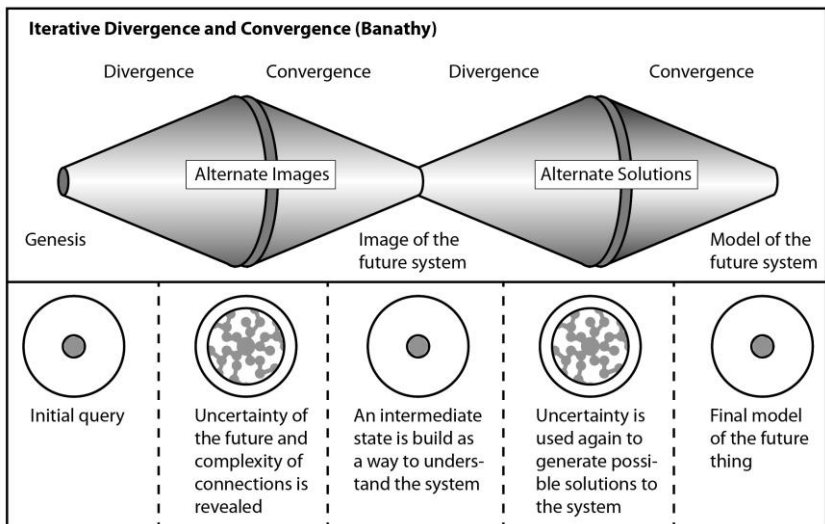 Iterative Divergence and Convergence (Banathy)
Divergence
Convergence
Divergence
Convergence
Alternate Images
Alternate Solutions
Genesis
Image of the
future system
Model of the
future system
Initial query
Uncertainty of
the future and
complexity of
connections is
revealed
An intermediate
state is build as
a way to under-
stand the system
Uncertainty is
used again to
generate possi-
ble solutions to
the system
Final model
of the future
thing